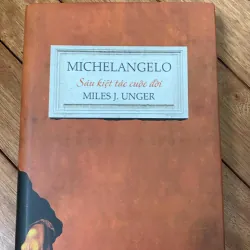 MICHELANGELO
Sáu kiệt tác cuộc đời
MILES J. UNGER